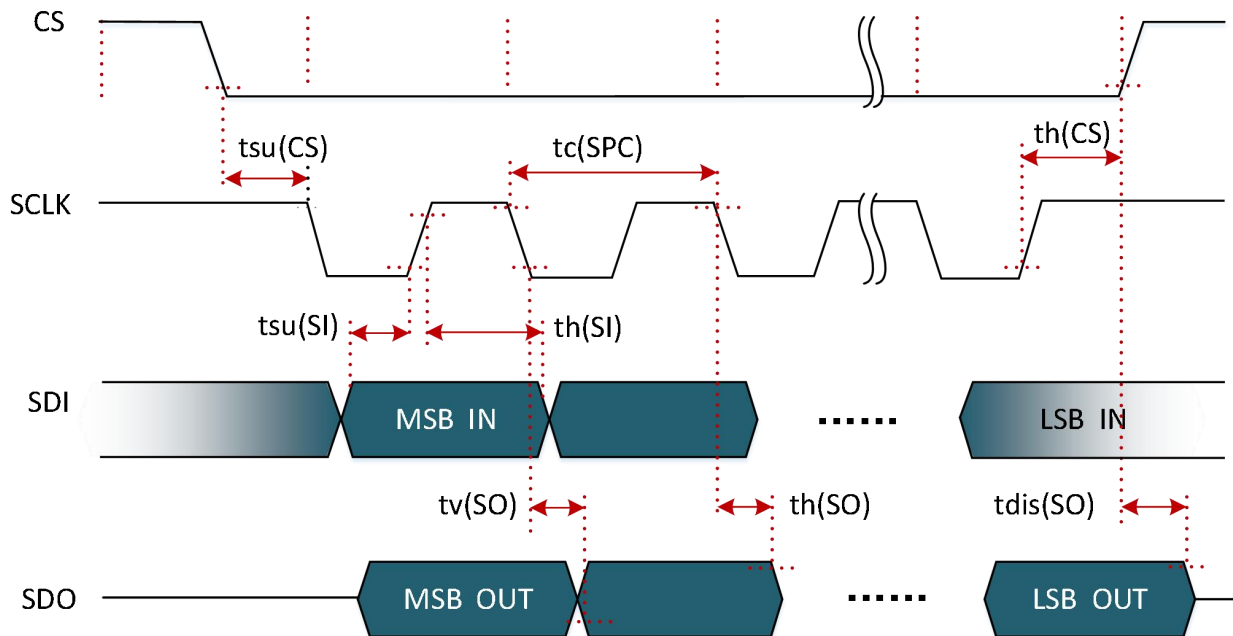 CS
tsu(CS)
tc(SPC)
th(CS)
SCLK
tsu(SI)
th(SI)
SDI
MSB IN
LSB IN
tv(SO)
th(SO)
tdis(SO)
SDO
MSB OUT
LSB OUT